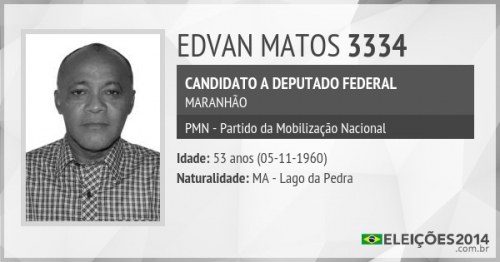 EDVAN MATOS 3334
CANDIDATO A DEPUTADO FEDERAL
MARANHÃO
PMN - Partido da Mobilização Nacional
Idade: 53 anos (05-11-1960)
Naturalidade: MA - Lago da Pedra
ELEIÇÕES2014
.com.br